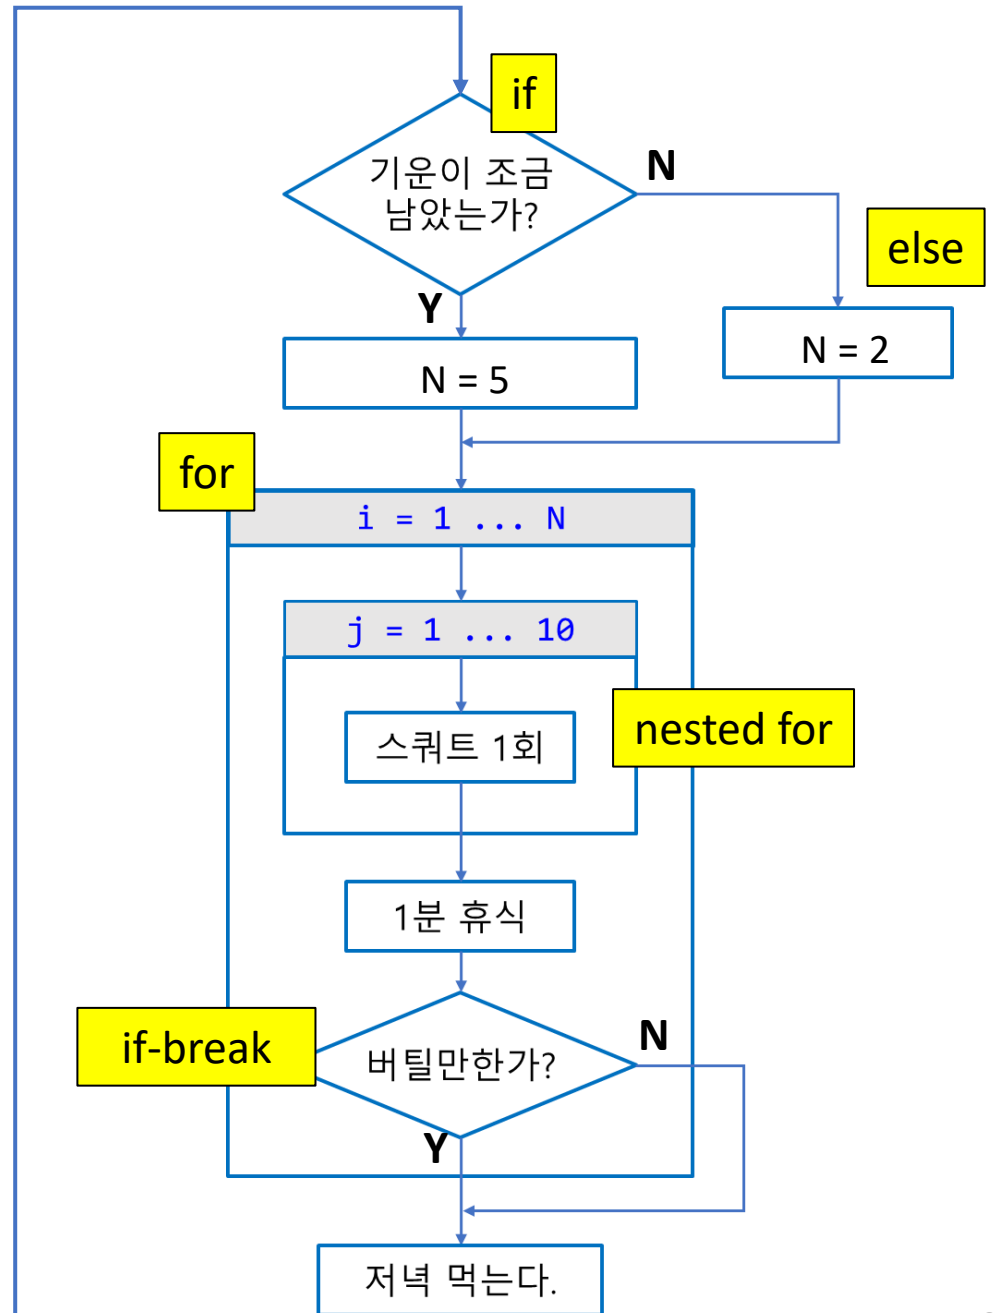 if
기운이 조금
남았는가?
N
else
Y
N = 5
N = 2
for
i = 1 ... N
j = 1 ... 10
스쿼트 1회
nested for
1분 휴식
if-break
버틸만한가?
N
Y
저녁 먹는다.